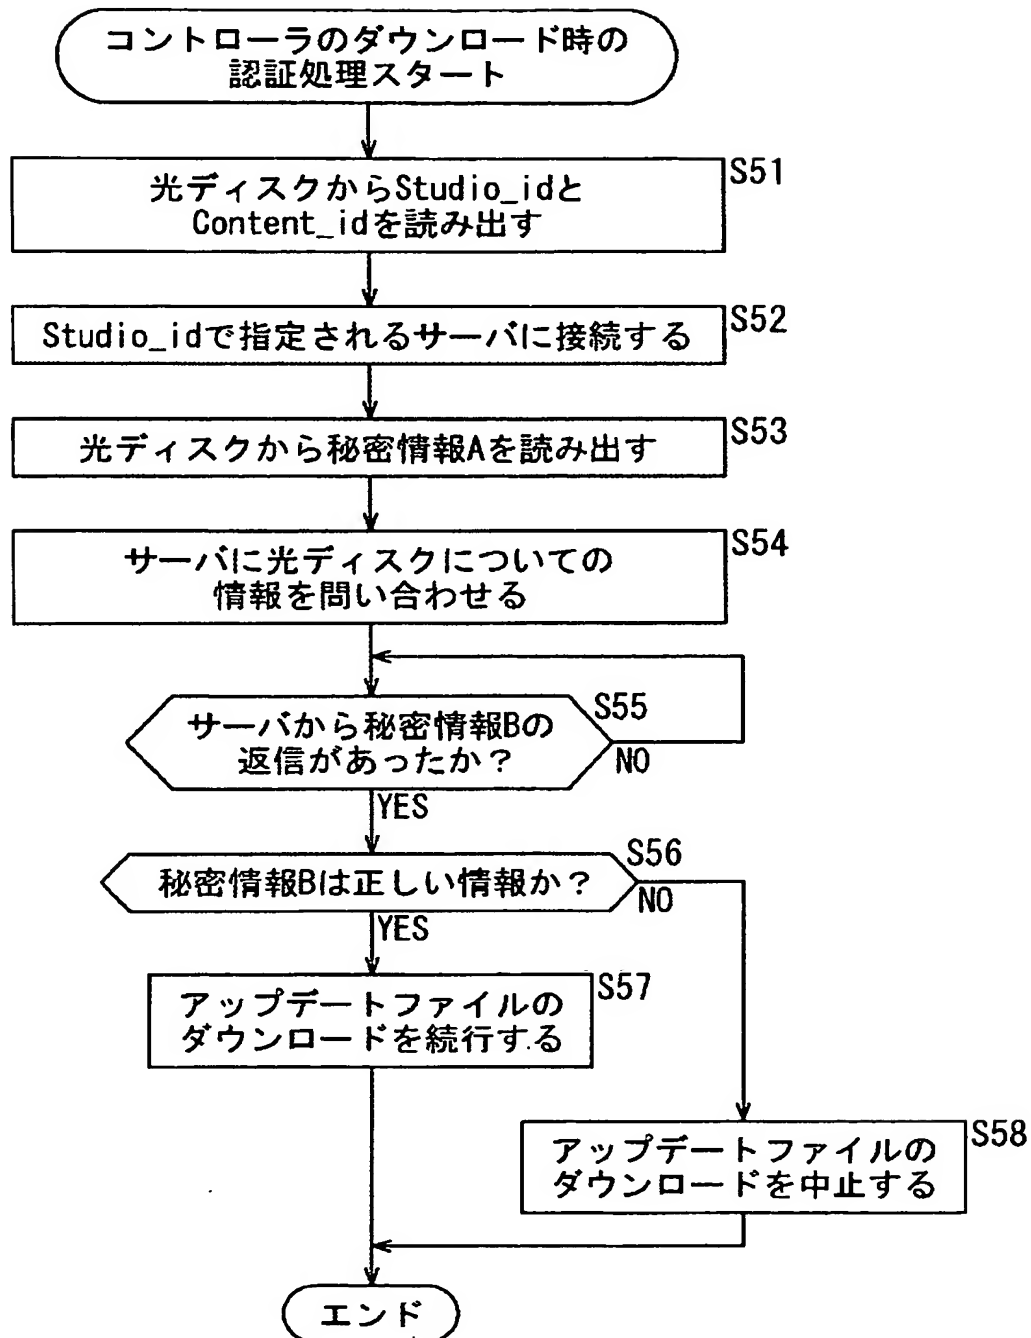 コントローラのダウンロード時の
認証処理スタート
S51
光ディスクからStudio_idと
Content_idを読み出す
S52
Studio_idで指定されるサーバに接続する
S53
光ディスクから秘密情報Aを読み出す
S54
サーバに光ディスクについての
情報を問い合わせる
S55
サーバから秘密情報Bの
返信があったか？
NO
YES
S56
秘密情報Bは正しい情報か？
NO
YES
S57
アップデートファイルの
ダウンロードを続行する
S58
アップデートファイルの
ダウンロードを中止する
エンド